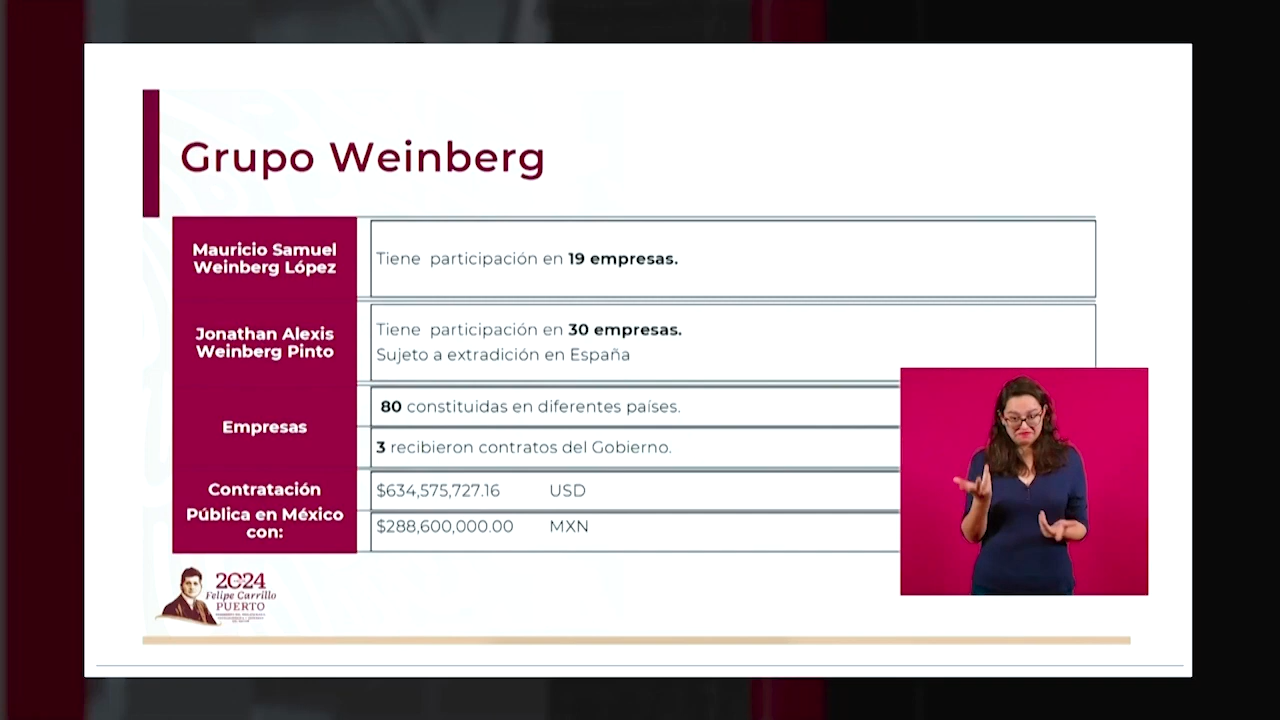 Grupo Weinberg
Mauricio Samuel
Weinberg López
Tiene participación en 19 empresas.
Jonathan Alexis
Weinberg Pinto
Tiene participación en 30 empresas.
Sujeto a extradición en España
Empresas
80 constituidas en diferentes países.
3 recibieron contratos del Gobierno.
Contratación
Pública en México
con:
$634,575,727.16 USD
$288,600,000.00 MXN
2024
Felipe Carrillo
PUERTO